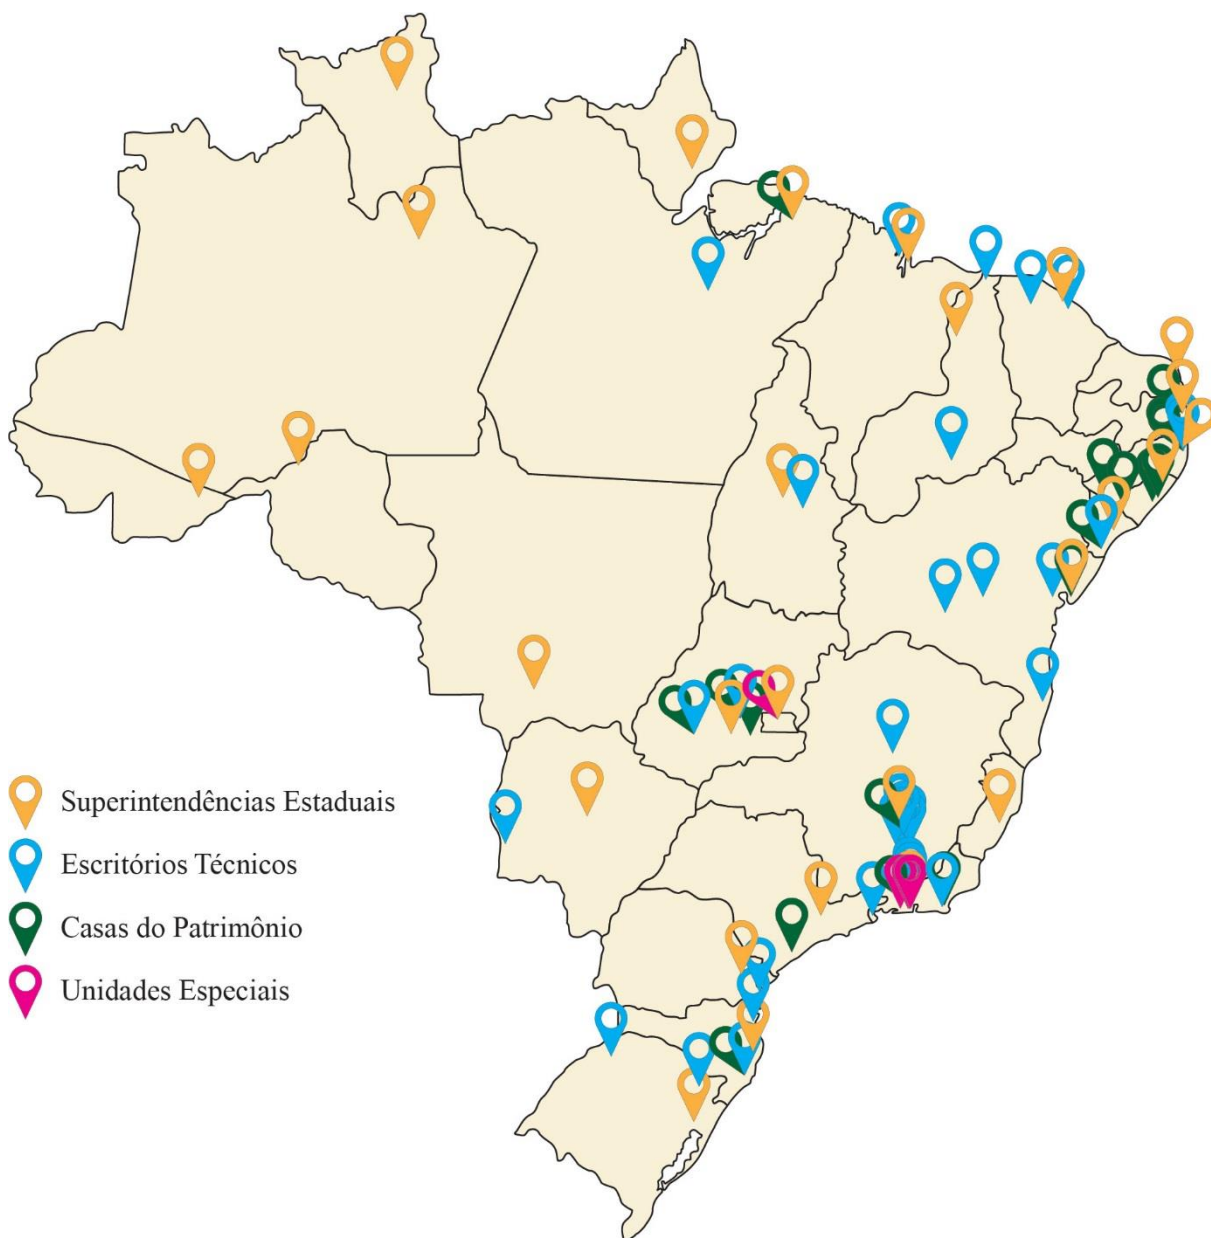 Superintendências Estaduais
Escritórios Técnicos
Casas do Patrimônio
Unidades Especiais